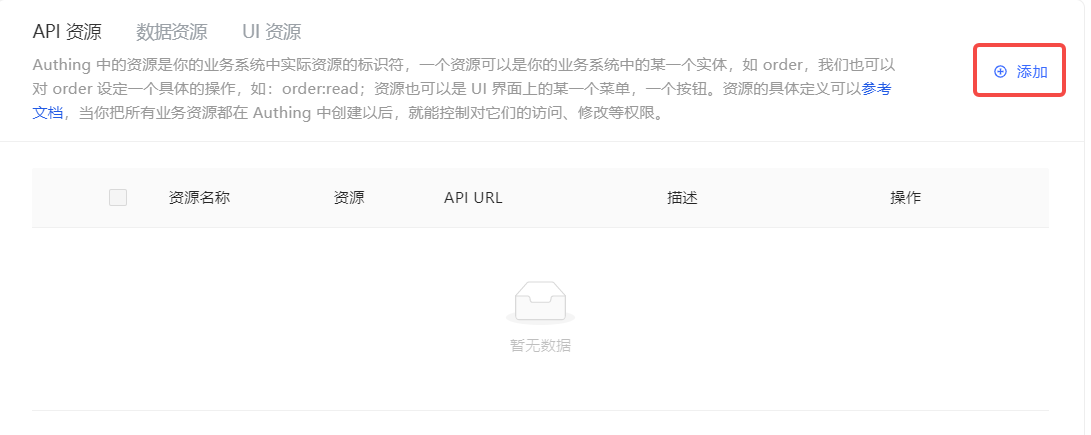 API 资源 数据资源 UI 资源
Authing 中的资源是你的业务系统中实际资源的标识符，一个资源可以是你的业务系统中的某一个实体，如 order，我们也可以
对 order 设定一个具体的操作，如：order:read；资源也可以是 UI 界面上的某一个菜单，一个按钮。资源的具体定义可以参考
文档，当你把所有业务资源都在 Authing 中创建以后，就能控制对它们的访问、修改等权限。
添加
资源名称 资源 API URL 描述 操作
暂无数据